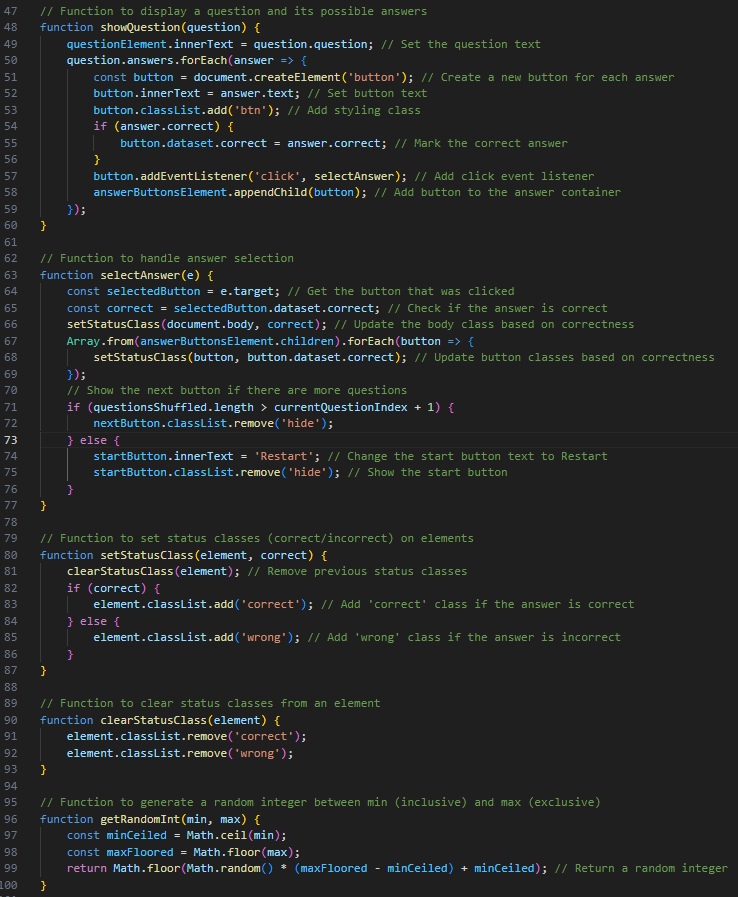 47 // Function to display a question and its possible answers
48 function showQuestion(question) {
49     questionElement.innerText = question.question; // Set the question text
50     question.answers.forEach(answer => {
51         const button = document.createElement('button'); // Create a new button for each answer
52         button.innerText = answer.text; // Set button text
53         button.classList.add('btn'); // Add styling class
54         if (answer.correct) {
55             button.dataset.correct = answer.correct; // Mark the correct answer
56         }
57         button.addEventListener('click', selectAnswer); // Add click event listener
58         answerButtonsElement.appendChild(button); // Add button to the answer container
59     });
60 }
61
62 // Function to handle answer selection
63 function selectAnswer(e) {
64     const selectedButton = e.target; // Get the button that was clicked
65     const correct = selectedButton.dataset.correct; // Check if the answer is correct
66     setStatusClass(document.body, correct); // Update the body class based on correctness
67     Array.from(answerButtonsElement.children).forEach(button => {
68         setStatusClass(button, button.dataset.correct); // Update button classes based on correctness
69     });
70     // Show the next button if there are more questions
71     if (questionsShuffled.length > currentQuestionIndex + 1) {
72         nextButton.classList.remove('hide');
73     } else {
74         startButton.innerText = 'Restart'; // Change the start button text to Restart
75         startButton.classList.remove('hide'); // Show the start button
76     }
77 }
78
79 // Function to set status classes (correct/incorrect) on elements
80 function setStatusClass(element, correct) {
81     clearStatusClass(element); // Remove previous status classes
82     if (correct) {
83         element.classList.add('correct'); // Add 'correct' class if the answer is correct
84     } else {
85         element.classList.add('wrong'); // Add 'wrong' class if the answer is incorrect
86     }
87 }
88
89 // Function to clear status classes from an element
90 function clearStatusClass(element) {
91     element.classList.remove('correct');
92     element.classList.remove('wrong');
93 }
94
95 // Function to generate a random integer between min (inclusive) and max (exclusive)
96 function getRandomInt(min, max) {
97     const minCeiled = Math.ceil(min);
98     const maxFloored = Math.floor(max);
99     return Math.floor(Math.random() * (maxFloored - minCeiled) + minCeiled); // Return a random integer
100 }